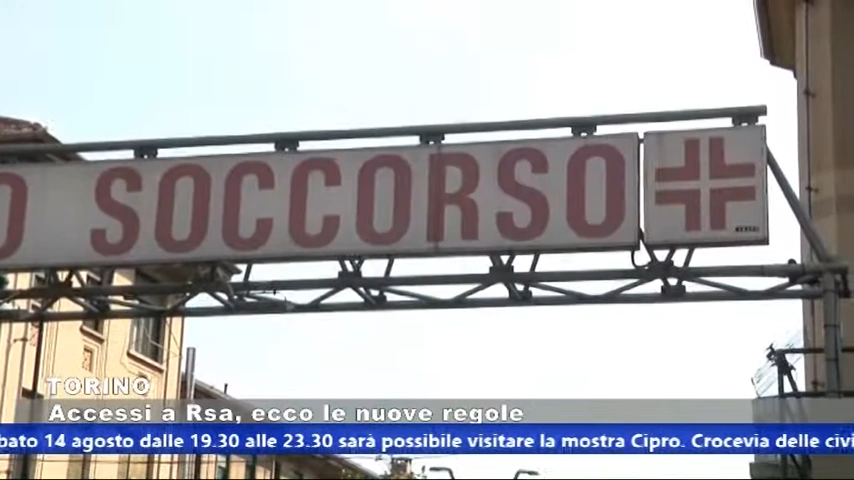 O SOCCORSO
TORINO
Accessi a Rsa, ecco le nuove regole
bato 14 agosto dalle 19.30 alle 23.30 sarà possibile visitare la mostra Cipro. Crocevia delle civi